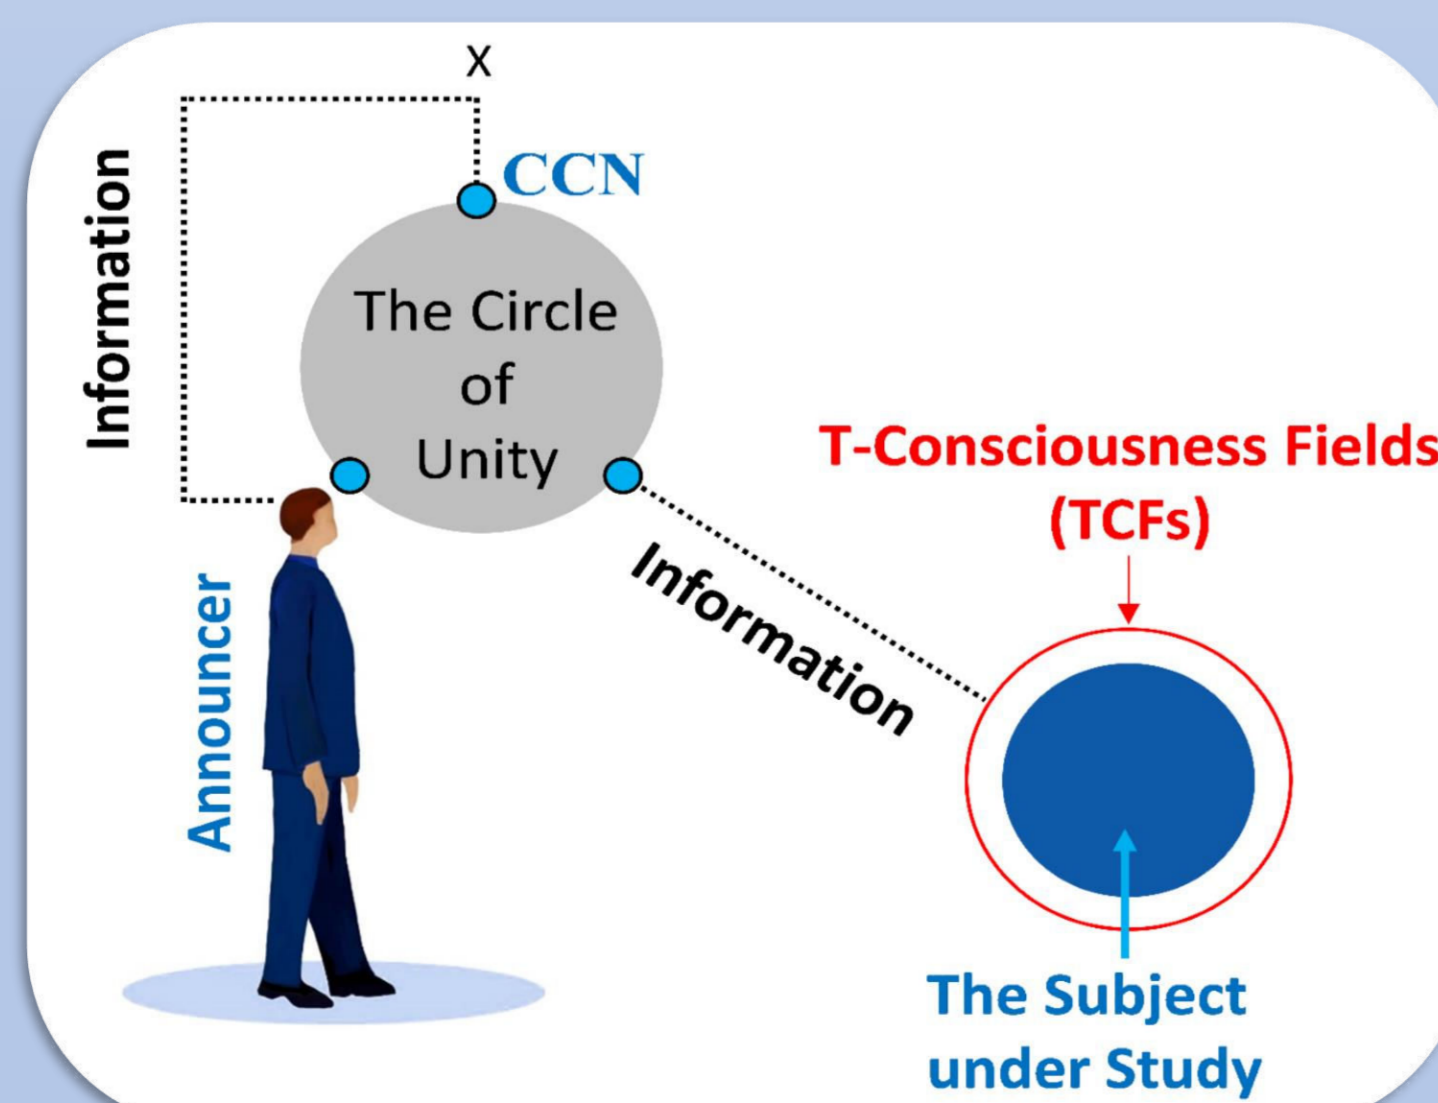 X
CCN
Information
The Circle
of
Unity
T-Consciousness Fields
(TCFs)
Information
Announcer
The Subject
under Study